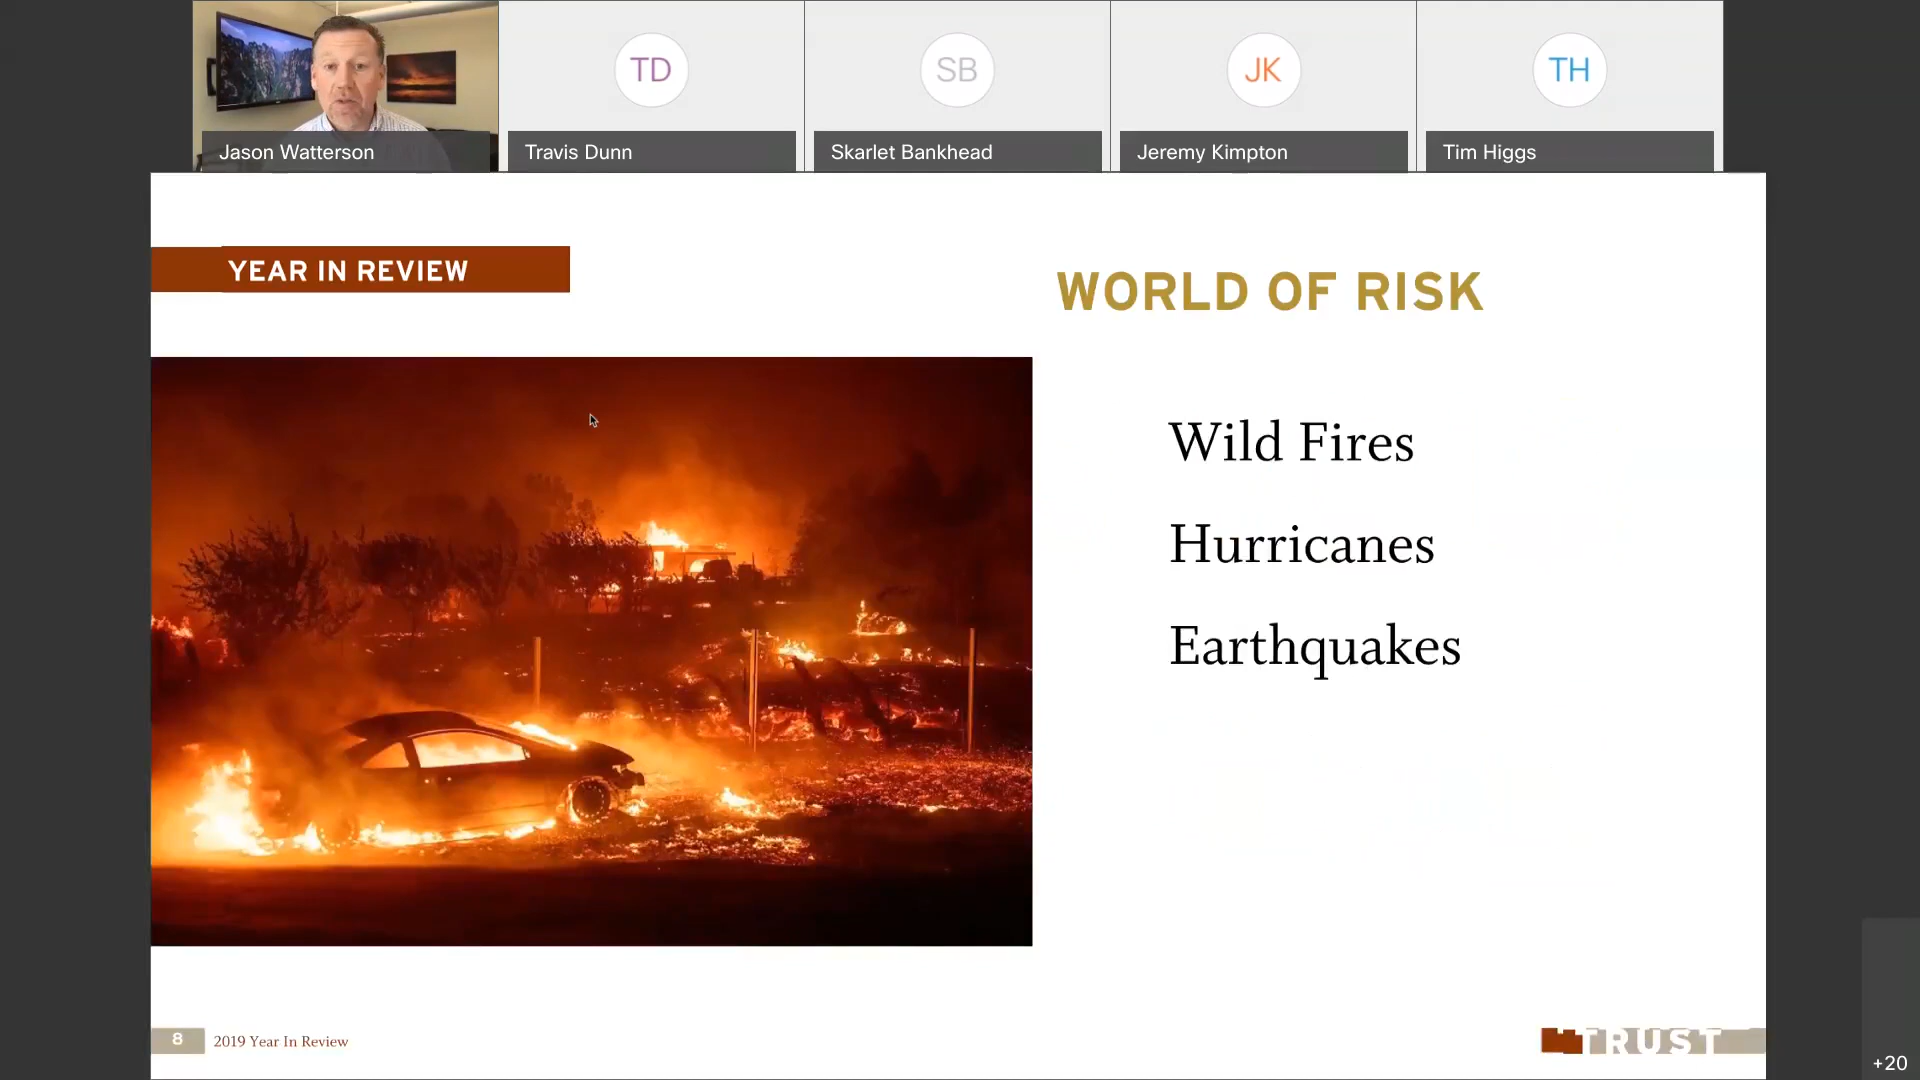 TD
SB
JK
TH
Jason Watterson
Travis Dunn
Skarlet Bankhead
Jeremy Kimpton
Tim Higgs
YEAR IN REVIEW
WORLD OF RISK
Wild Fires
Hurricanes
Earthquakes
8
2019 Year In Review
TRUST
+20